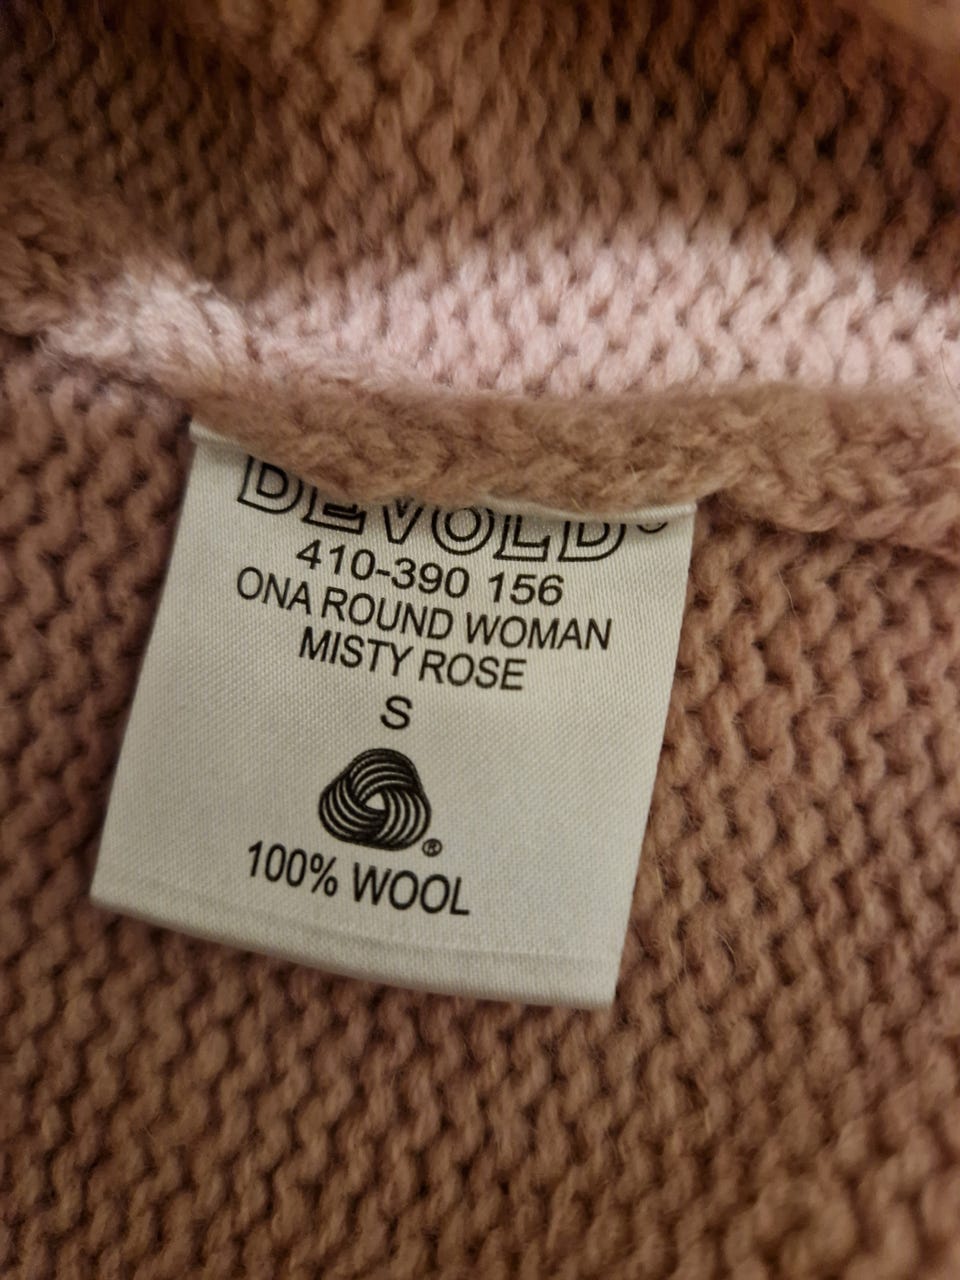 DEVOLD®
410-390 156
ONA ROUND WOMAN
MISTY ROSE
S
®
100% WOOL